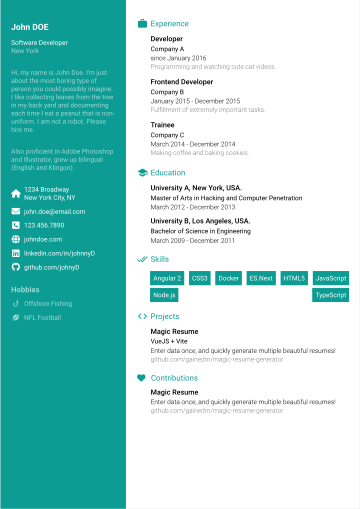 John DOE
Software Developer
New York
Hi, my name is John Doe. I'm just
about the most boring type of
person you could possibly imagine.
I like collecting leaves from the tree
in my back yard and documenting
each time I eat a peanut that is non-
uniform. I am not a robot. Please
hire me.
Also proficient in Adobe Photoshop
and Illustrator, grew up bilingual
(English and Klingon).
1234 Broadway
New York City, NY
john.doe@email.com
123.456.7890
johndoe.com
linkedin.com/in/johnnyD
github.com/johnyD
Hobbies
Offshore Fishing
NFL Football
Experience
Developer
Company A
since January 2016
Programming and watching cute cat videos.
Frontend Developer
Company B
January 2015 - December 2015
Fulfillment of extremely important tasks.
Trainee
Company C
March 2014 - December 2014
Making coffee and baking cookies.
Education
University A, New York, USA.
Master of Arts in Hacking and Computer Penetration
March 2012 - December 2013
University B, Los Angeles, USA.
Bachelor of Science in Engineering
March 2009 - December 2011
Skills
Angular 2 CSS3 Docker ES.Next HTML5 JavaScript
Node.js TypeScript
Projects
Magic Resume
VueJS + Vite
Enter data once, and quickly generate multiple beautiful resumes!
github.com/gainedm/magic-resume-generator
Contributions
Magic Resume
Enter data once, and quickly generate multiple beautiful resumes!
github.com/gainedm/magic-resume-generator